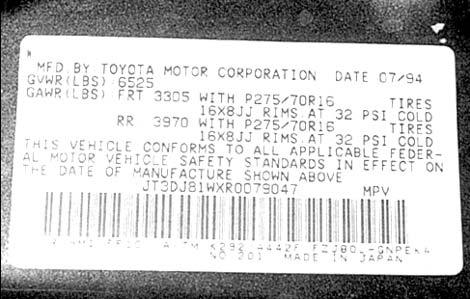 MFD BY TOYOTA MOTOR CORPORATION DATE 07/94
GVWR(LBS) 6525
GAWR(LBS) FRT 3305 WITH P275/70R16 TIRES
16X8JJ RIMS.AT 32 PSI COLD
RR 3970 WITH P275/70R16 TIRES
16X8JJ RIMS.AT 32 PSI COLD
THIS VEHICLE CONFORMS TO ALL APPLICABLE FEDER-
AL MOTOR VEHICLE SAFETY STANDARDS IN EFFECT ON
THE DATE OF MANUFACTURE SHOWN ABOVE
JT3DJ81WXR0079047 MPV
A442F FZJ80L-GNPEKA
NO.201 MADE IN JAPAN